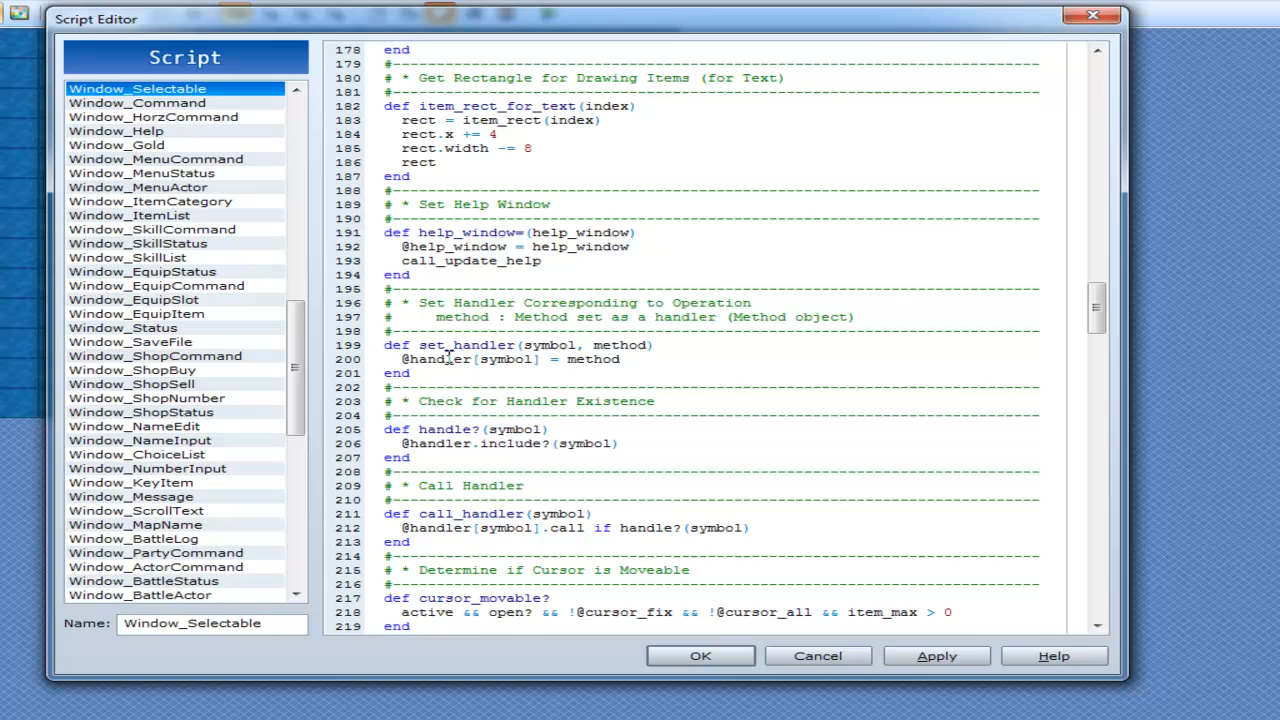 Script Editor
Script
Window_Selectable
Window_Command
Window_HorzCommand
Window_Help
Window_Gold
Window_MenuCommand
Window_MenuStatus
Window_MenuActor
Window_ItemCategory
Window_ItemList
Window_SkillCommand
Window_SkillStatus
Window_SkillList
Window_EquipStatus
Window_EquipCommand
Window_EquipSlot
Window_EquipItem
Window_Status
Window_SaveFile
Window_ShopCommand
Window_ShopBuy
Window_ShopSell
Window_ShopNumber
Window_ShopStatus
Window_NameEdit
Window_NameInput
Window_ChoiceList
Window_NumberInput
Window_KeyItem
Window_Message
Window_ScrollText
Window_MapName
Window_BattleLog
Window_PartyCommand
Window_ActorCommand
Window_BattleStatus
Window_BattleActor
Name: Window_Selectable
178 end
179 #--------------------------------------------------------------------------
180 # * Get Rectangle for Drawing Items (for Text)
181 #--------------------------------------------------------------------------
182 def item_rect_for_text(index)
183 rect = item_rect(index)
184 rect.x += 4
185 rect.width -= 8
186 rect
187 end
188 #--------------------------------------------------------------------------
189 # * Set Help Window
190 #--------------------------------------------------------------------------
191 def help_window=(help_window)
192 @help_window = help_window
193 call_update_help
194 end
195 #--------------------------------------------------------------------------
196 # * Set Handler Corresponding to Operation
197 # method : Method set as a handler (Method object)
198 #--------------------------------------------------------------------------
199 def set_handler(symbol, method)
200 @handler[symbol] = method
201 end
202 #--------------------------------------------------------------------------
203 # * Check for Handler Existence
204 #--------------------------------------------------------------------------
205 def handle?(symbol)
206 @handler.include?(symbol)
207 end
208 #--------------------------------------------------------------------------
209 # * Call Handler
210 #--------------------------------------------------------------------------
211 def call_handler(symbol)
212 @handler[symbol].call if handle?(symbol)
213 end
214 #--------------------------------------------------------------------------
215 # * Determine if Cursor is Moveable
216 #--------------------------------------------------------------------------
217 def cursor_movable?
218 active && open? && !@cursor_fix && !@cursor_all && item_max > 0
219 end
OK Cancel Apply Help